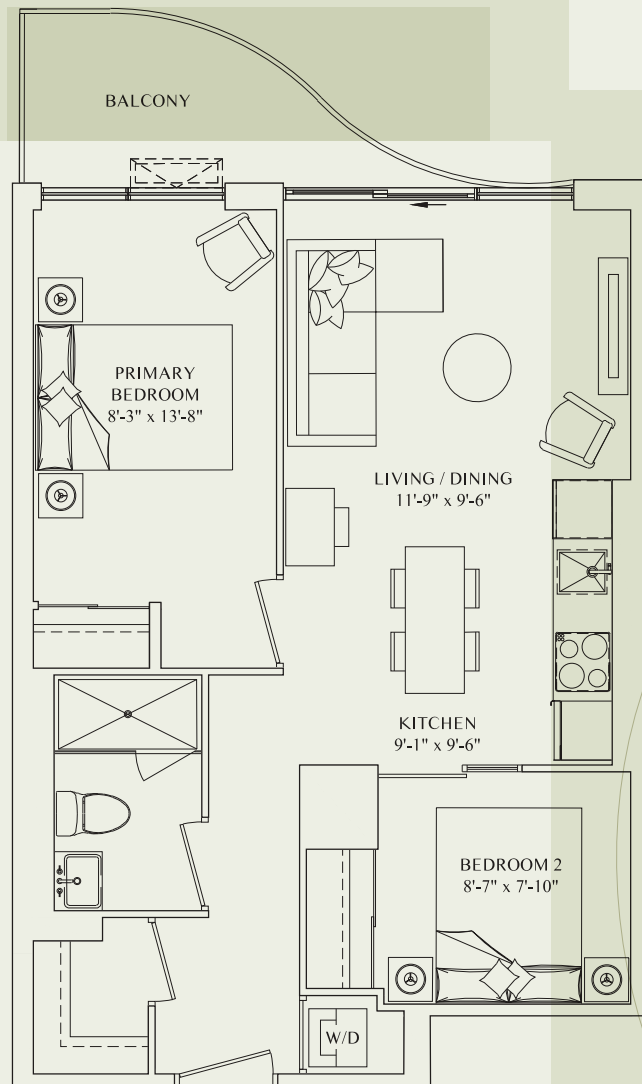 BALCONY
PRIMARY
BEDROOM
8'-3" x 13'-8"
LIVING / DINING
11'-9" x 9'-6"
KITCHEN
9'-1" x 9'-6"
BEDROOM 2
8'-7" x 7'-10"
W/D